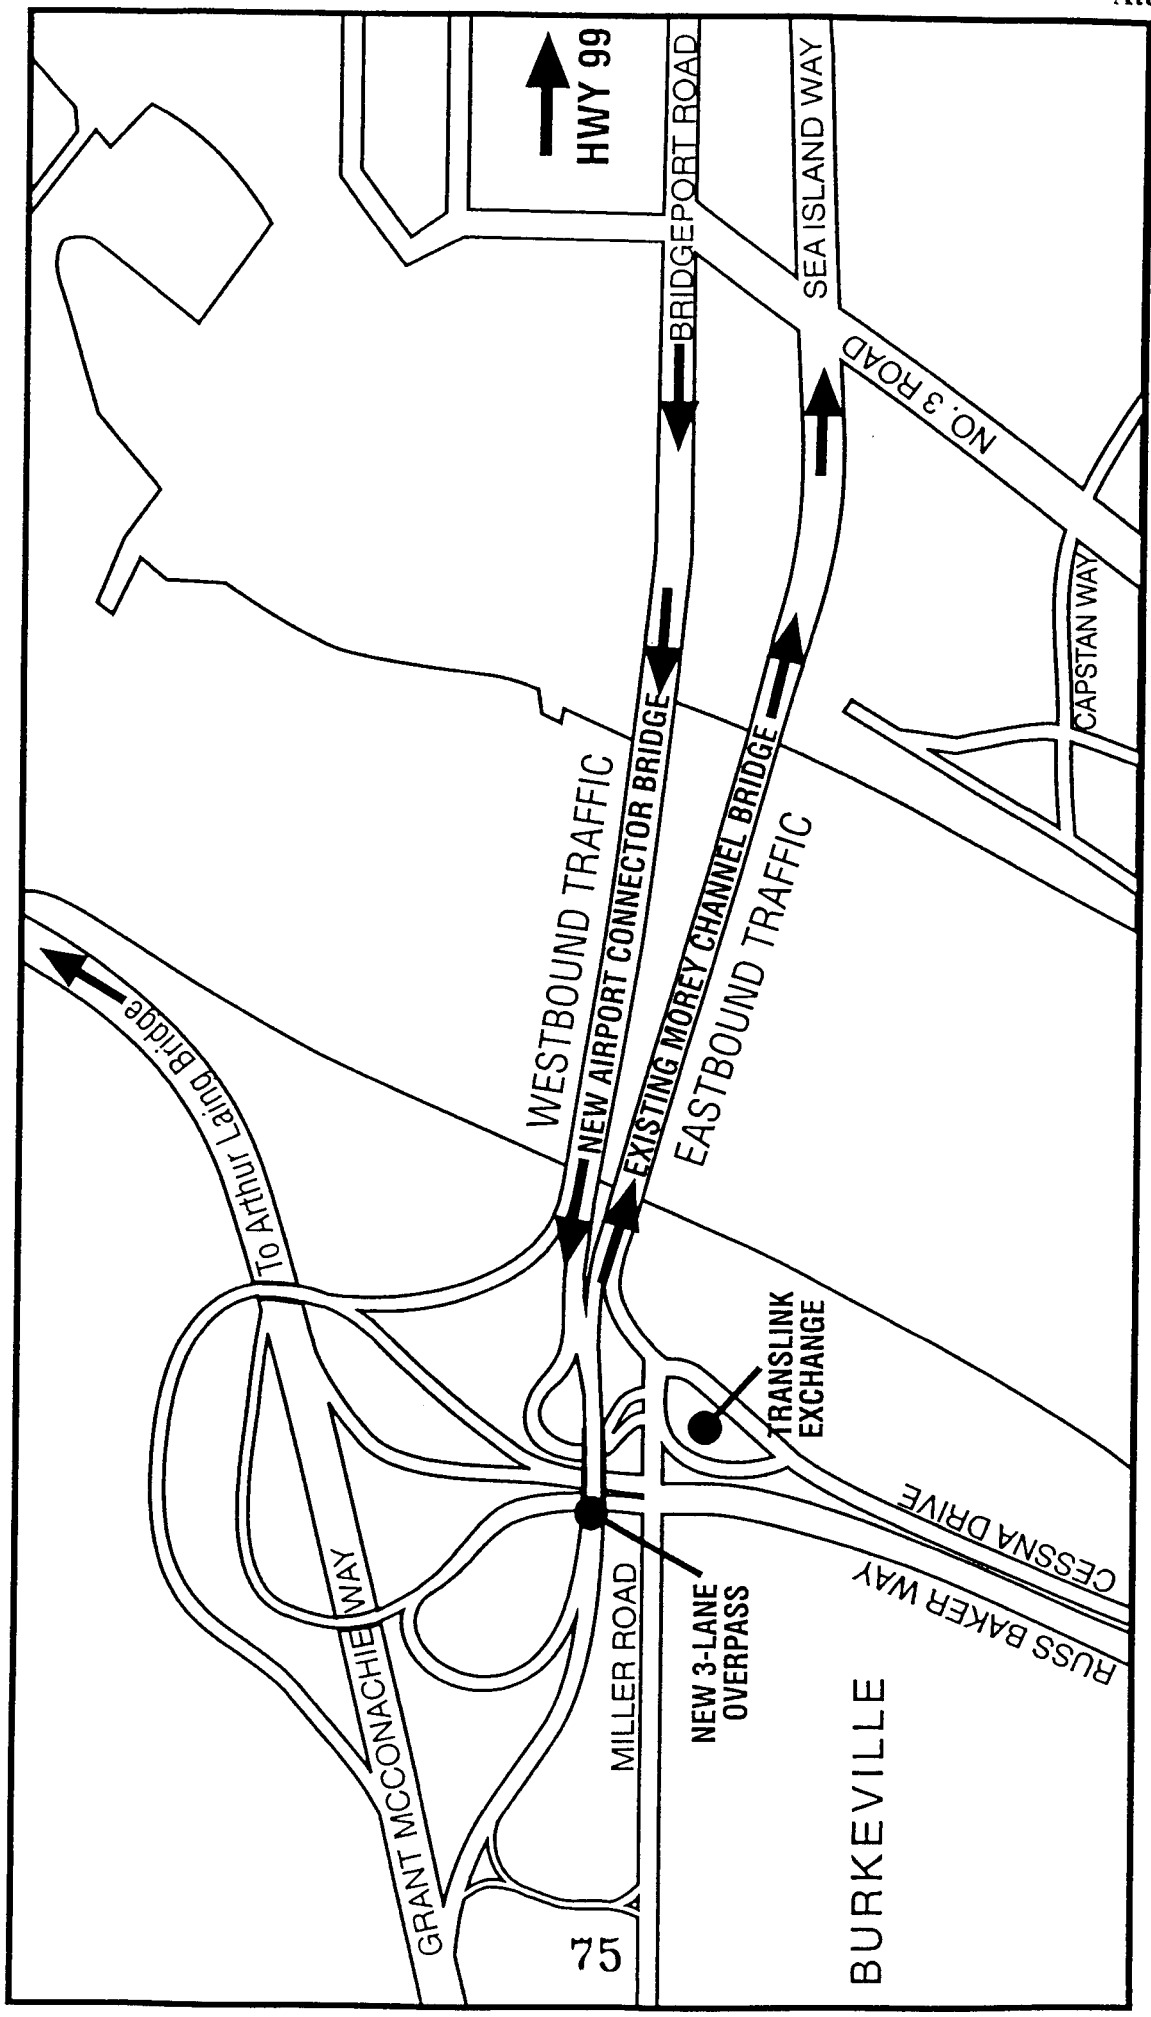 HWY 99
BRIDGEPORT ROAD
SEA ISLAND WAY
NO. 3 ROAD
CAPSTAN WAY
WESTBOUND TRAFFIC
NEW AIRPORT CONNECTOR BRIDGE
EXISTING MOREY CHANNEL BRIDGE
EASTBOUND TRAFFIC
To Arthur Laing Bridge
TRANSLINK
EXCHANGE
CESSNA DRIVE
RUSS BAKER WAY
NEW 3-LANE
OVERPASS
MILLER ROAD
GRANT MCCONACHIE WAY
BURKEVILLE
75